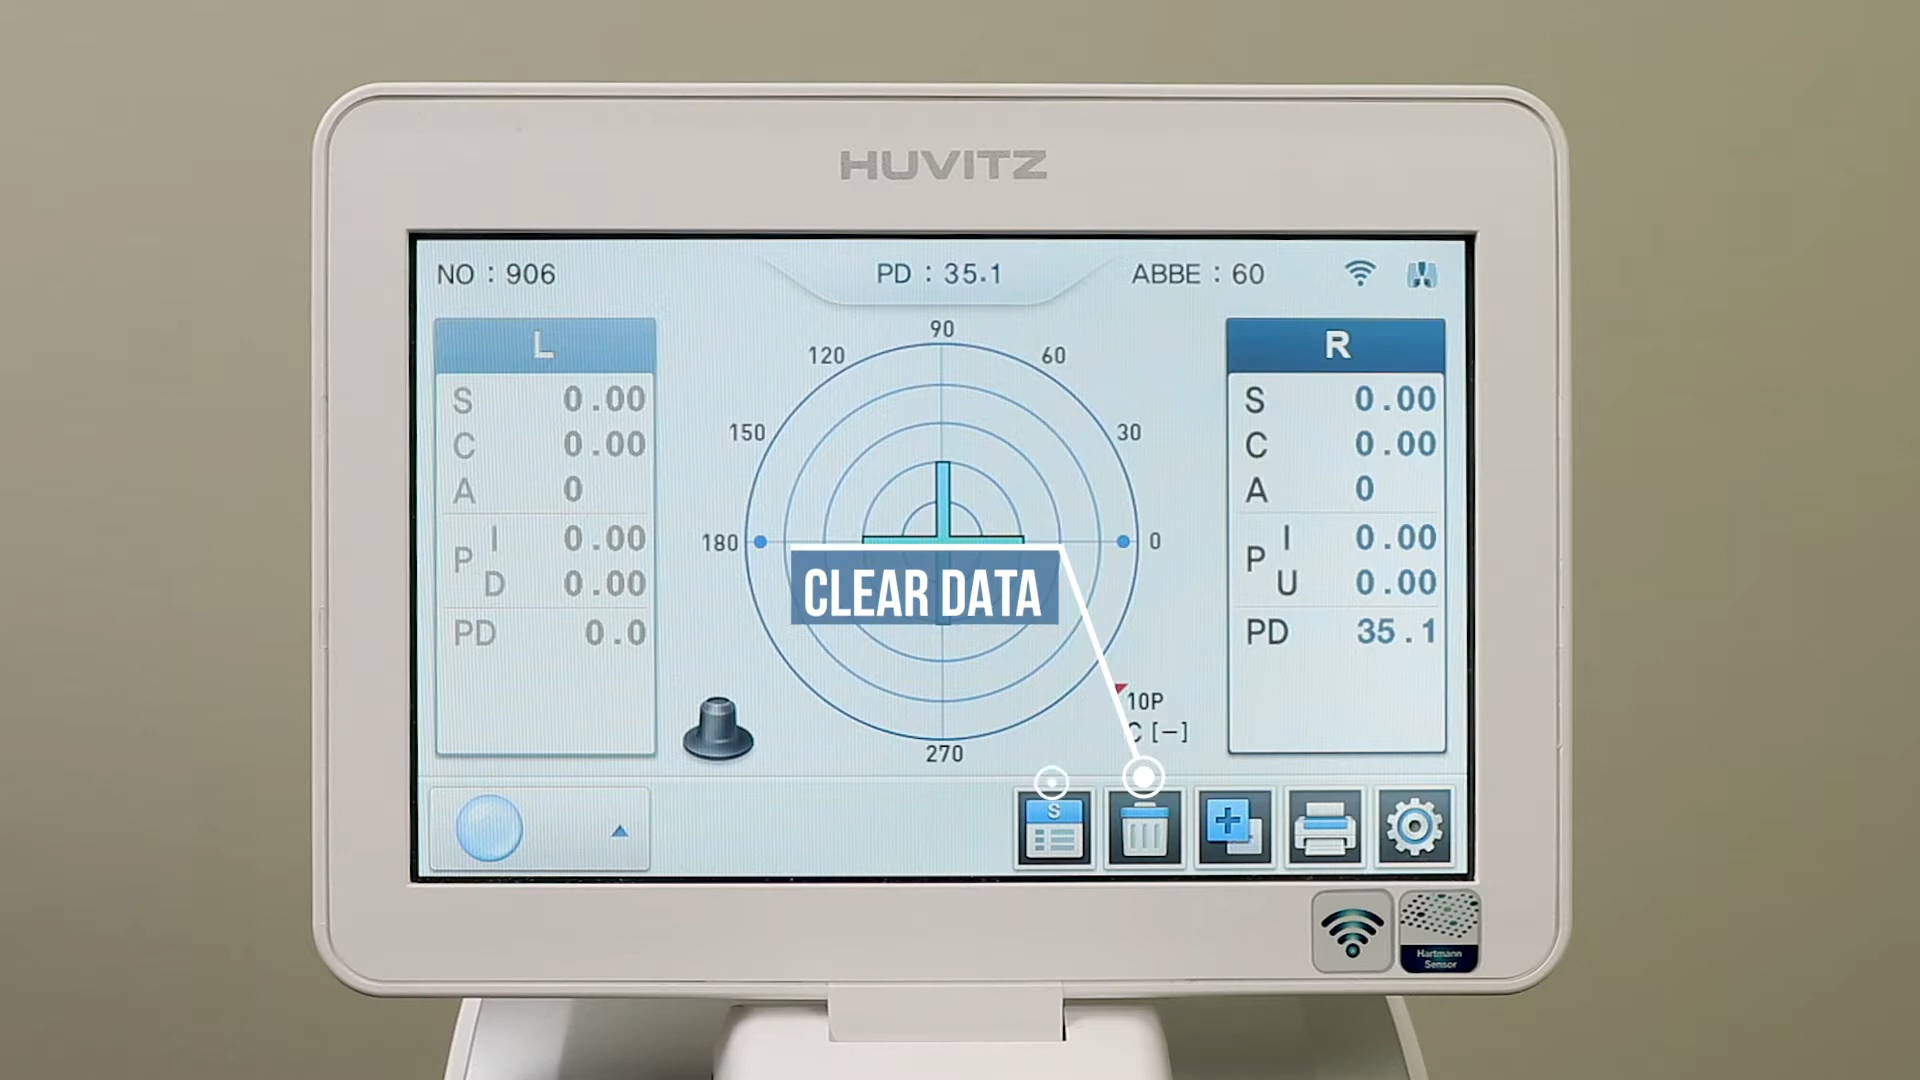 HUVITZ
NO : 906
PD : 35.1
ABBE : 60
L
S 0.00
C 0.00
A 0
P I 0.00
D 0.00
PD 0.0
90
120
60
150
30
180
0
CLEAR DATA
10P
C [-]
270
R
S 0.00
C 0.00
A 0
P I 0.00
U 0.00
PD 35.1
S
Hartmann
Sensor